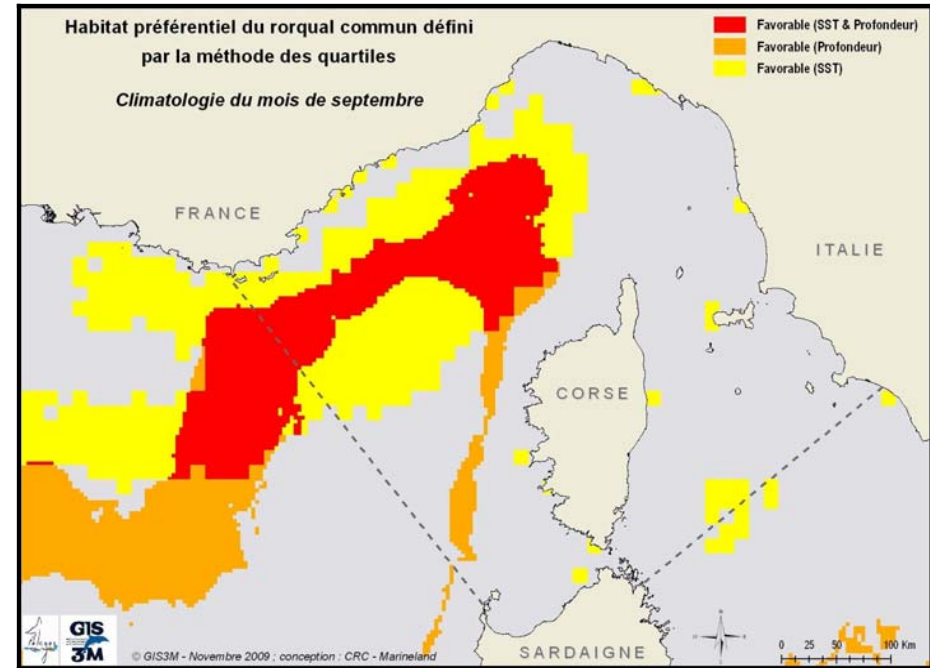 Habitat préférentiel du rorqual commun défini
par la méthode des quartiles
Climatologie du mois de septembre
Favorable (SST & Profondeur)
Favorable (Profondeur)
Favorable (SST)
FRANCE
ITALIE
CORSE
SARDAIGNE
GIS
3M
© GIS3M - Novembre 2009 ; conception : CRC - Marineland
0 25 50 100 Km